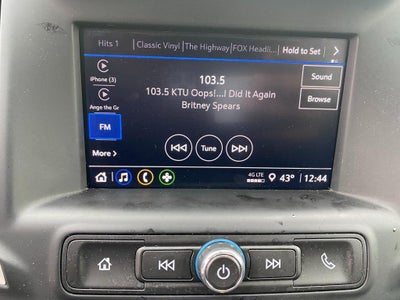 Hits 1 Classic Vinyl The Highway FOX Headli... Hold to Set
iPhone (3)
103.5
Sound
103.5 KTU Oops!...I Did It Again
Ange the Gr
Britney Spears
Browse
FM
More
Tune
4G LTE
43° 12:44